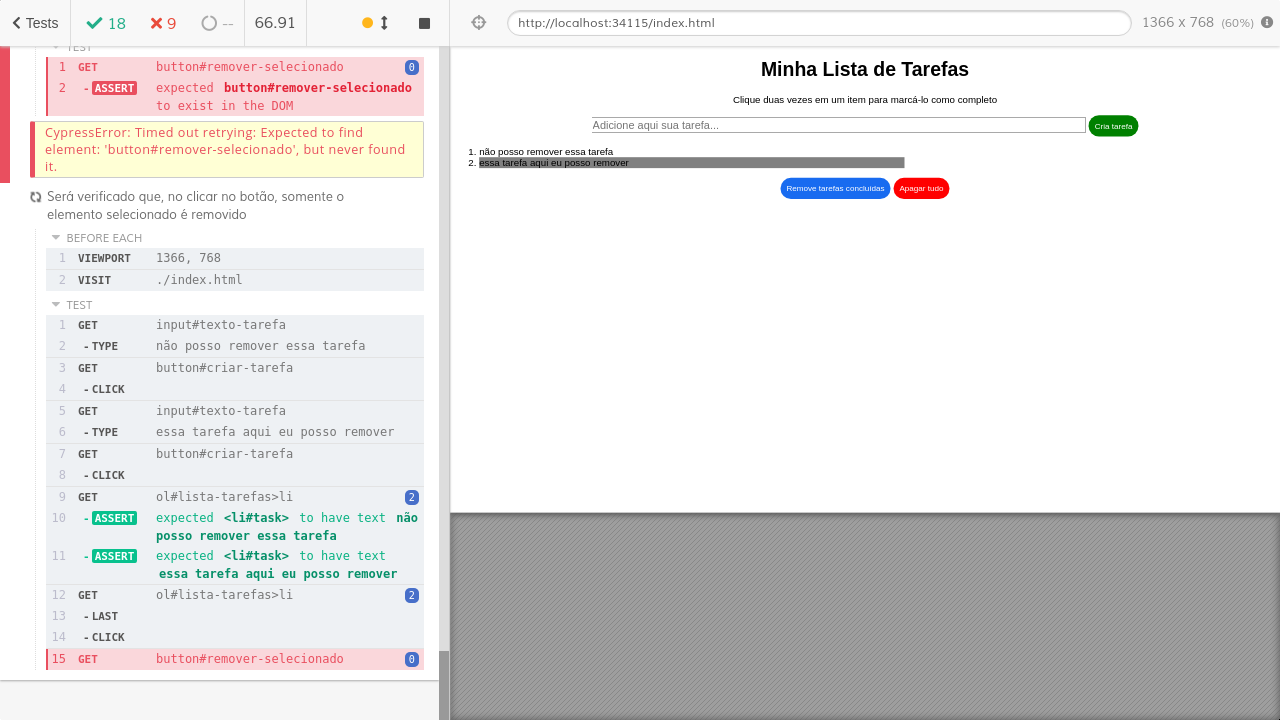 Tests
18
9
--
66.91
http://localhost:34115/index.html
1366 x 768 (60%)
TEST
1 GET button#remover-selecionado 0
2 - ASSERT expected button#remover-selecionado
to exist in the DOM
CypressError: Timed out retrying: Expected to find
element: 'button#remover-selecionado', but never found
it.
Será verificado que, no clicar no botão, somente o
elemento selecionado é removido
BEFORE EACH
1 VIEWPORT 1366, 768
2 VISIT ./index.html
TEST
1 GET input#texto-tarefa
2 - TYPE não posso remover essa tarefa
3 GET button#criar-tarefa
4 - CLICK
5 GET input#texto-tarefa
6 - TYPE essa tarefa aqui eu posso remover
7 GET button#criar-tarefa
8 - CLICK
9 GET ol#lista-tarefas>li 2
10 - ASSERT expected <li#task> to have text não
posso remover essa tarefa
11 - ASSERT expected <li#task> to have text
essa tarefa aqui eu posso remover
12 GET ol#lista-tarefas>li 2
13 - LAST
14 - CLICK
15 GET button#remover-selecionado 0
Minha Lista de Tarefas
Clique duas vezes em um item para marcá-lo como completo
Adicione aqui sua tarefa... Cria tarefa
1. não posso remover essa tarefa
2. essa tarefa aqui eu posso remover
Remove tarefas concluidas Apagar tudo